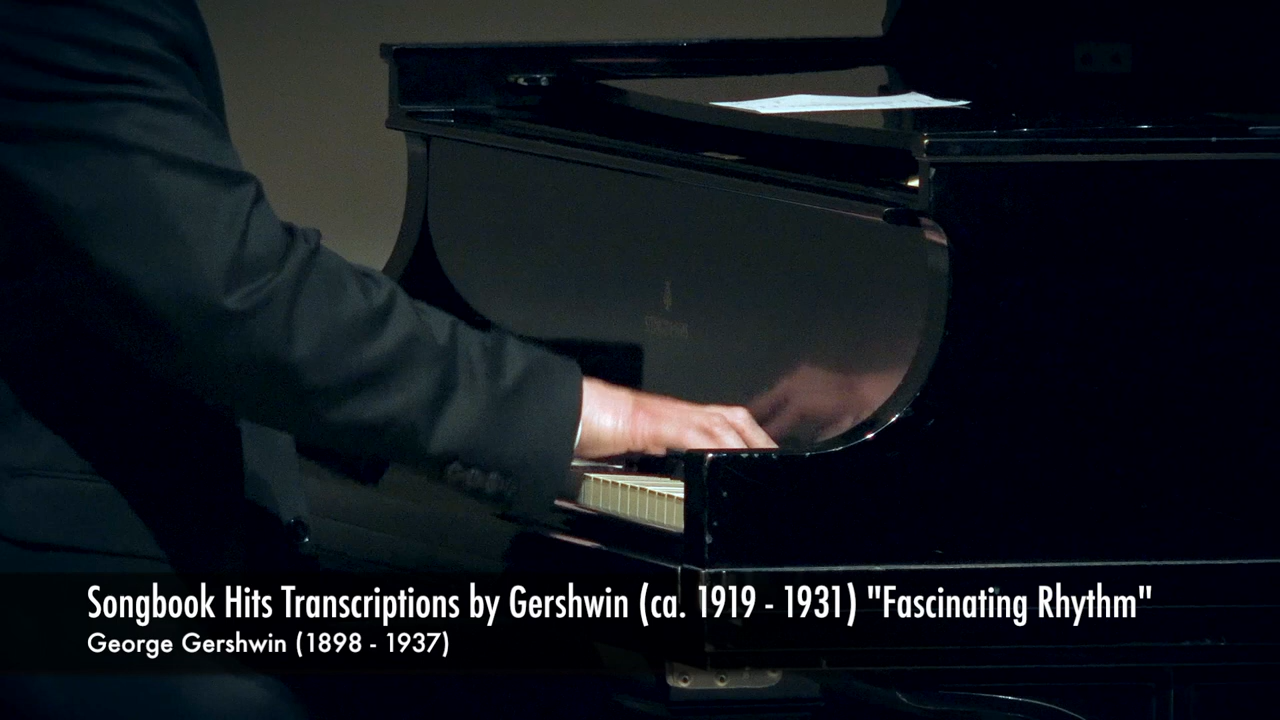 Songbook Hits Transcriptions by Gershwin (ca. 1919 - 1931) "Fascinating Rhythm"
George Gershwin (1898 - 1937)